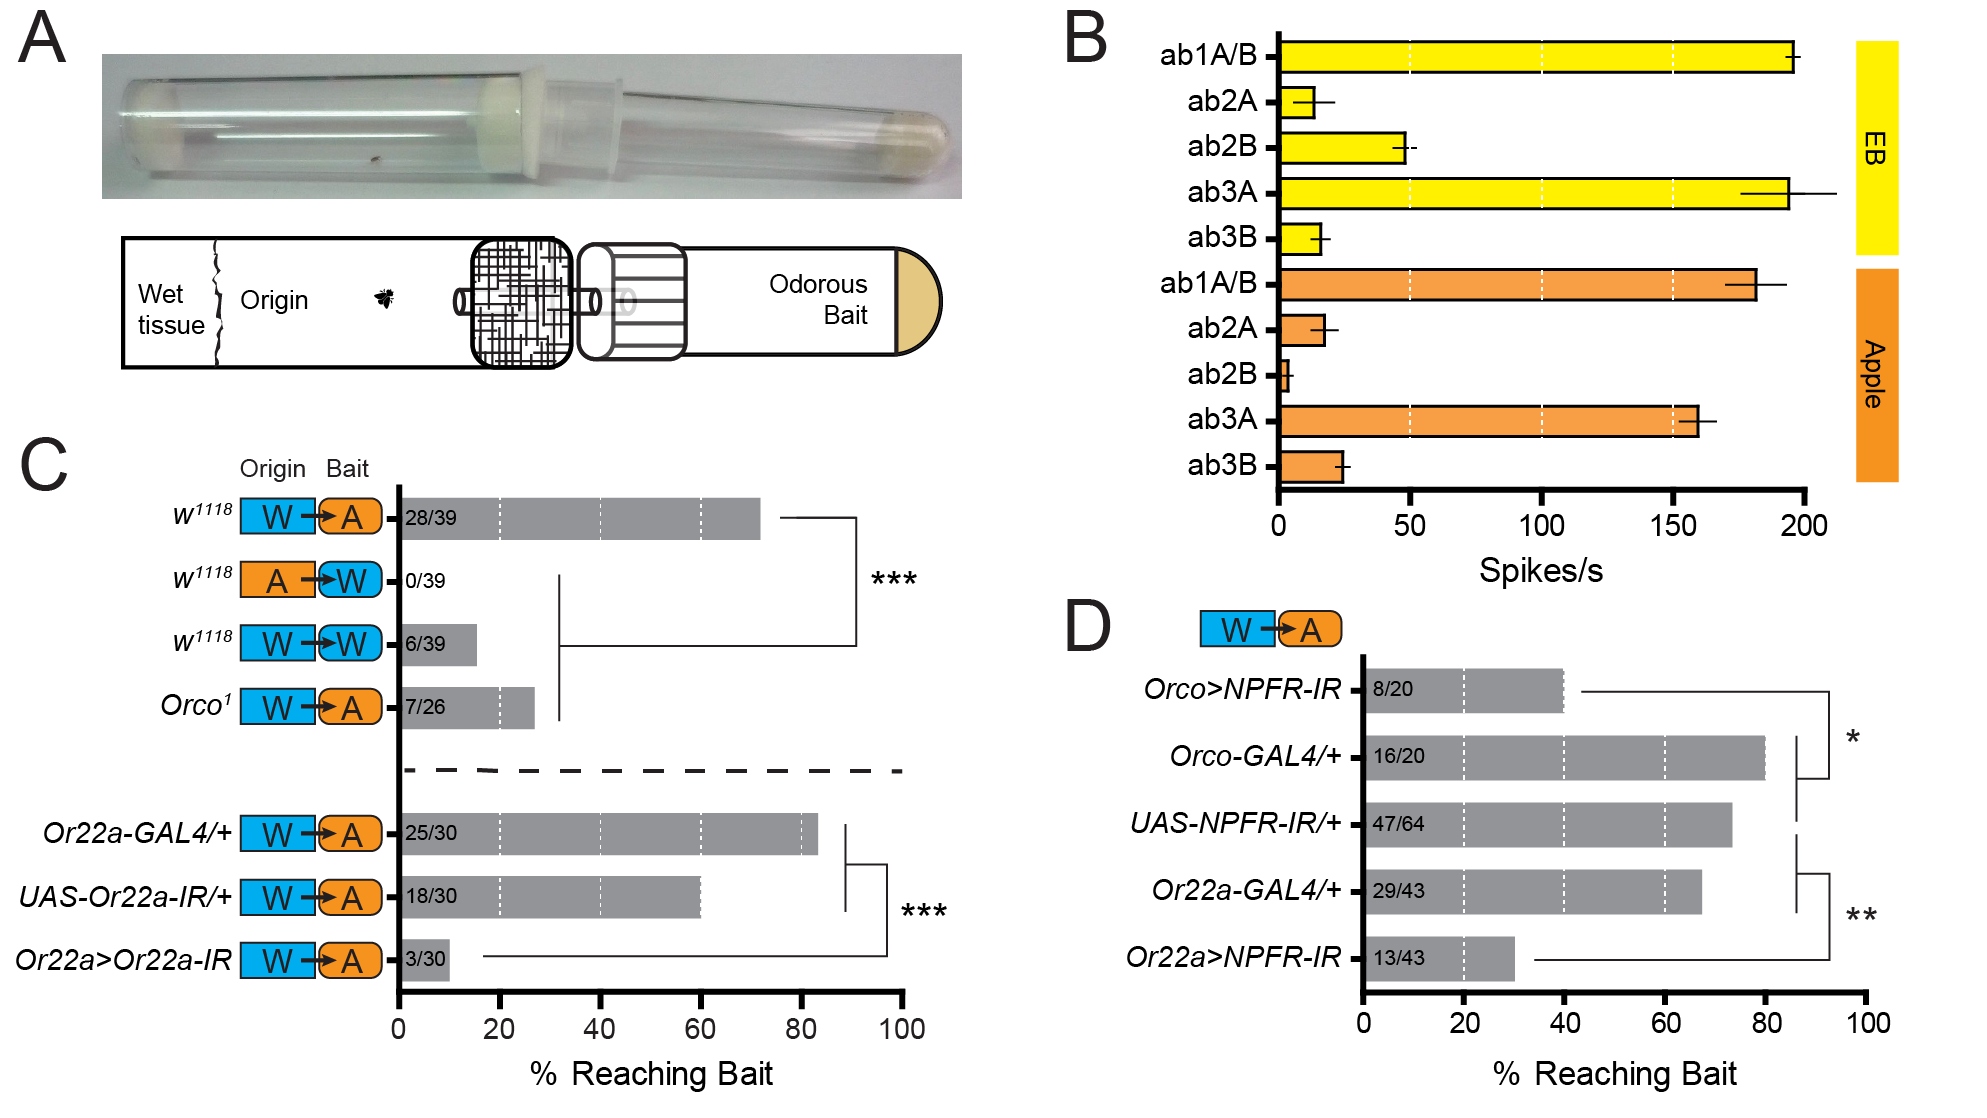 A
Wet
tissue
Origin
Odorous
Bait
B
ab1A/B
ab2A
ab2B
ab3A
ab3B
EB
ab1A/B
ab2A
ab2B
ab3A
ab3B
Apple
0 50 100 150 200
Spikes/s
C
Origin Bait
w1118 W A 28/39
w1118 A W 0/39
w1118 W W 6/39
Orco1 W A 7/26
***
Or22a-GAL4/+ W A 25/30
UAS-Or22a-IR/+ W A 18/30
Or22a>Or22a-IR W A 3/30
***
0 20 40 60 80 100
% Reaching Bait
D
W A
Orco>NPFR-IR 8/20
Orco-GAL4/+ 16/20
*
UAS-NPFR-IR/+ 47/64
Or22a-GAL4/+ 29/43
**
Or22a>NPFR-IR 13/43
0 20 40 60 80 100
% Reaching Bait